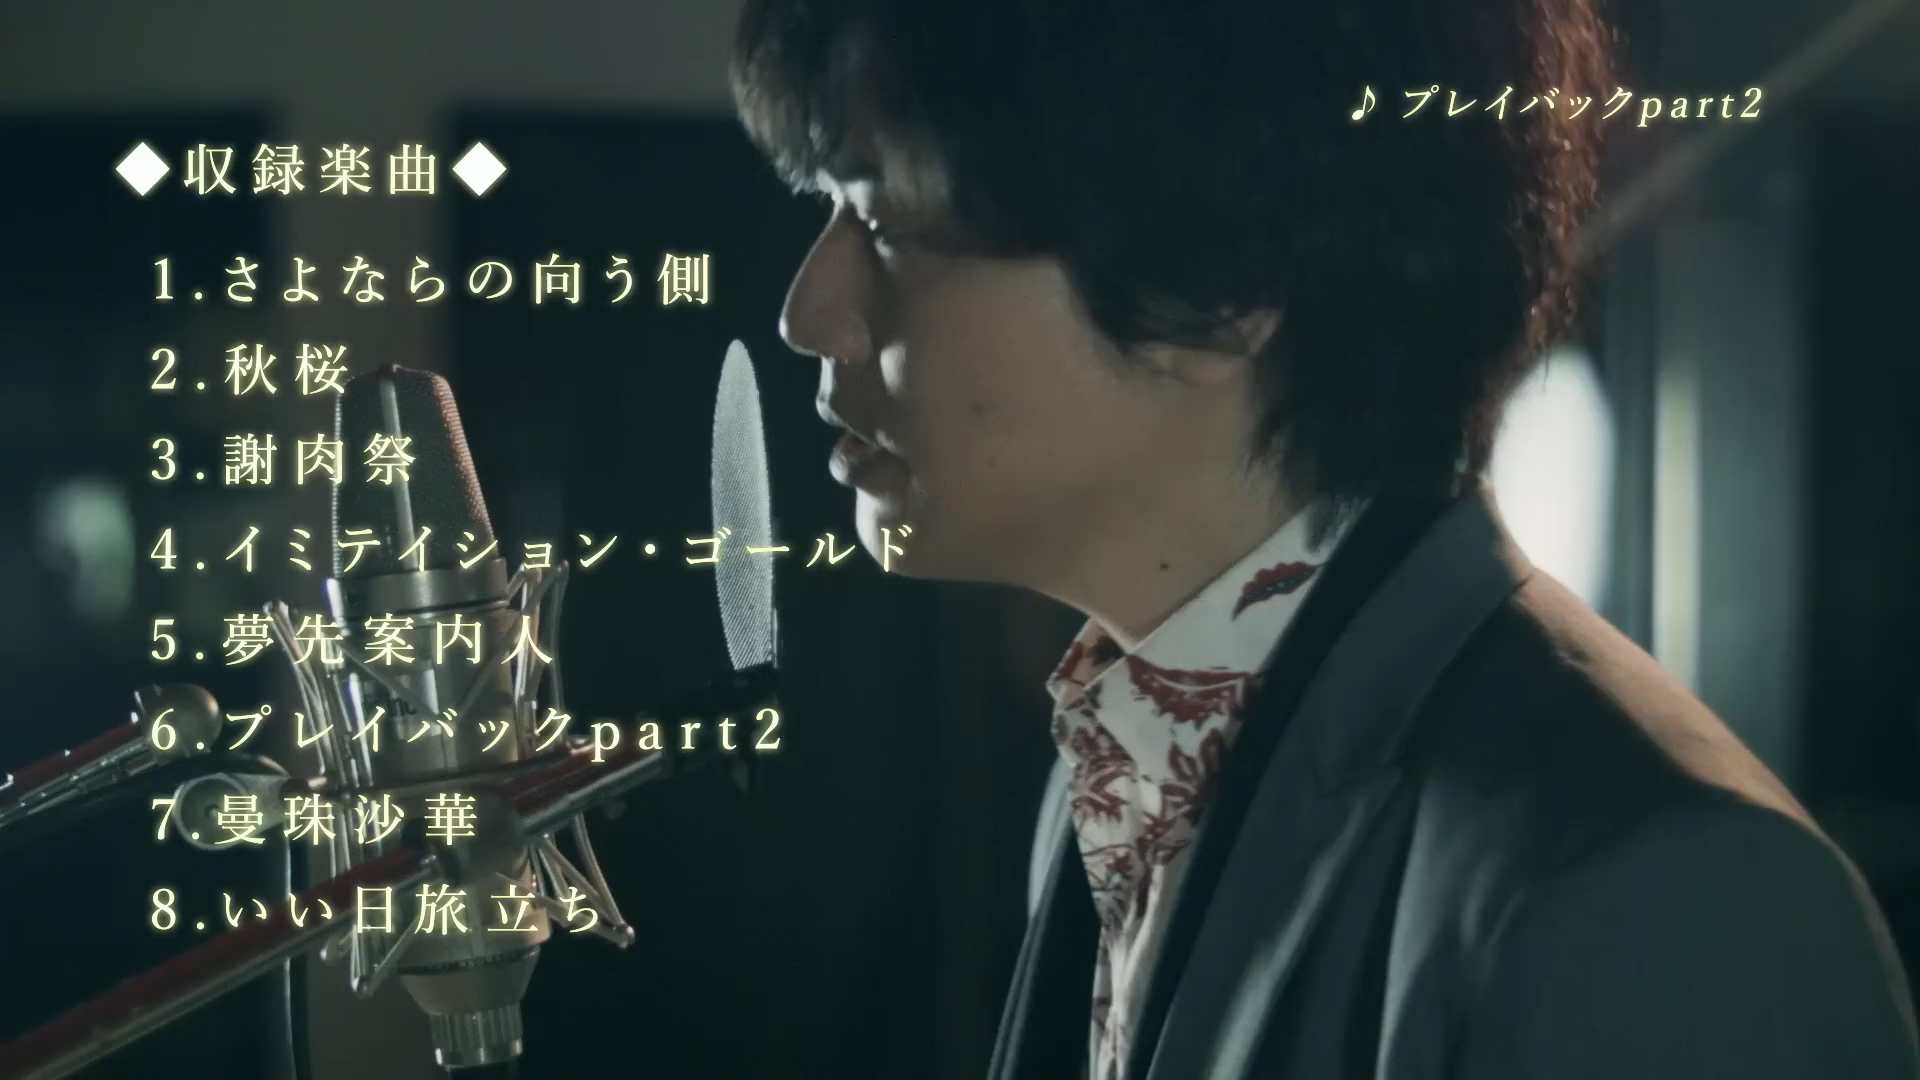 ♪ プレイバックpart2
◆収録楽曲◆
1.さよならの向う側
2.秋桜
3.謝肉祭
4.イミテイション・ゴールド
5.夢先案内人
6.プレイバックpart2
7.曼珠沙華
8.いい日旅立ち